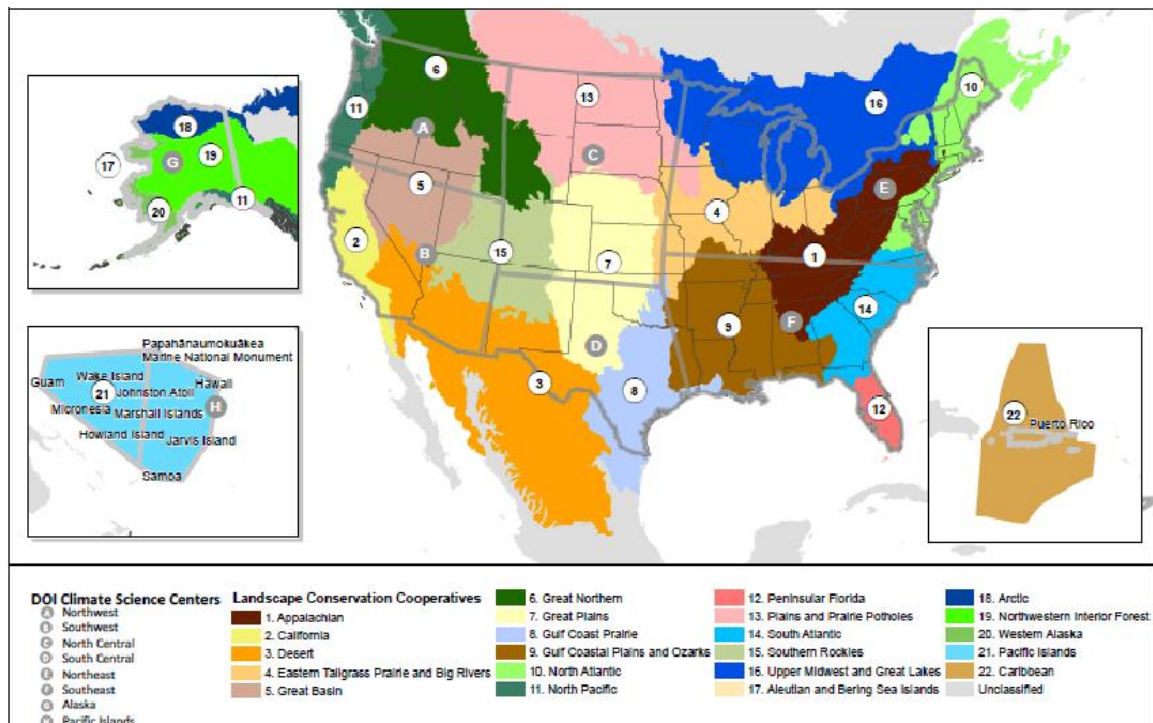 6
13
16
10
11
A
C
18
G
19
17
20
11
5
E
2
B
15
7
4
1
14
9
F
D
3
8
12
Papahānaumokuākea
Marine National Monument
Guam
Wake Island
Hawaii
21
Johnston Atoll
H
Micronesia
Marshall Islands
Howland Island
Jarvis Island
Samoa
22
Puerto Rico
DOI Climate Science Centers
A Northwest
B Southwest
C North Central
D South Central
E Northeast
F Southeast
G Alaska
H Pacific Islands
Landscape Conservation Cooperatives
1. Appalachian
2. California
3. Desert
4. Eastern Tallgrass Prairie and Big Rivers
5. Great Basin
6. Great Northern
7. Great Plains
8. Gulf Coast Prairie
9. Gulf Coastal Plains and Ozarks
10. North Atlantic
11. North Pacific
12. Peninsular Florida
13. Plains and Prairie Potholes
14. South Atlantic
15. Southern Rockies
16. Upper Midwest and Great Lakes
17. Aleutian and Bering Sea Islands
18. Arctic
19. Northwestern Interior Forest
20. Western Alaska
21. Pacific Islands
22. Caribbean
Unclassified